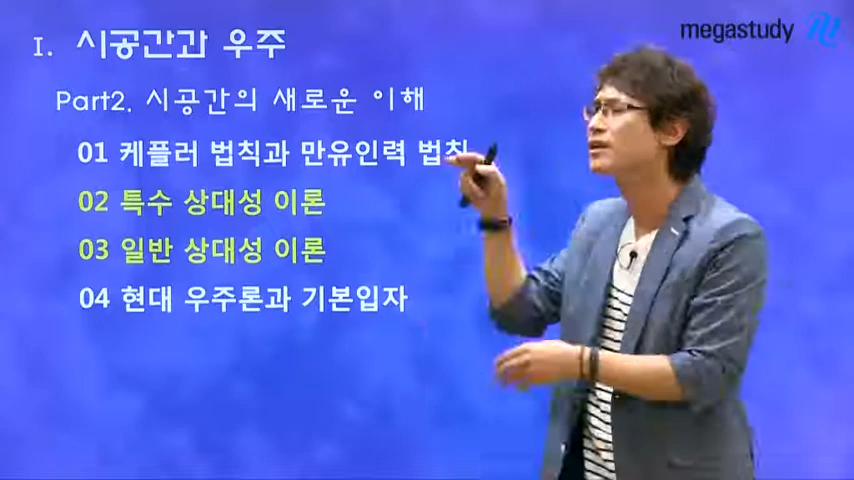 megastudy
I. 시공간과 우주
Part2. 시공간의 새로운 이해
01 케플러 법칙과 만유인력 법칙
02 특수 상대성 이론
03 일반 상대성 이론
04 현대 우주론과 기본입자